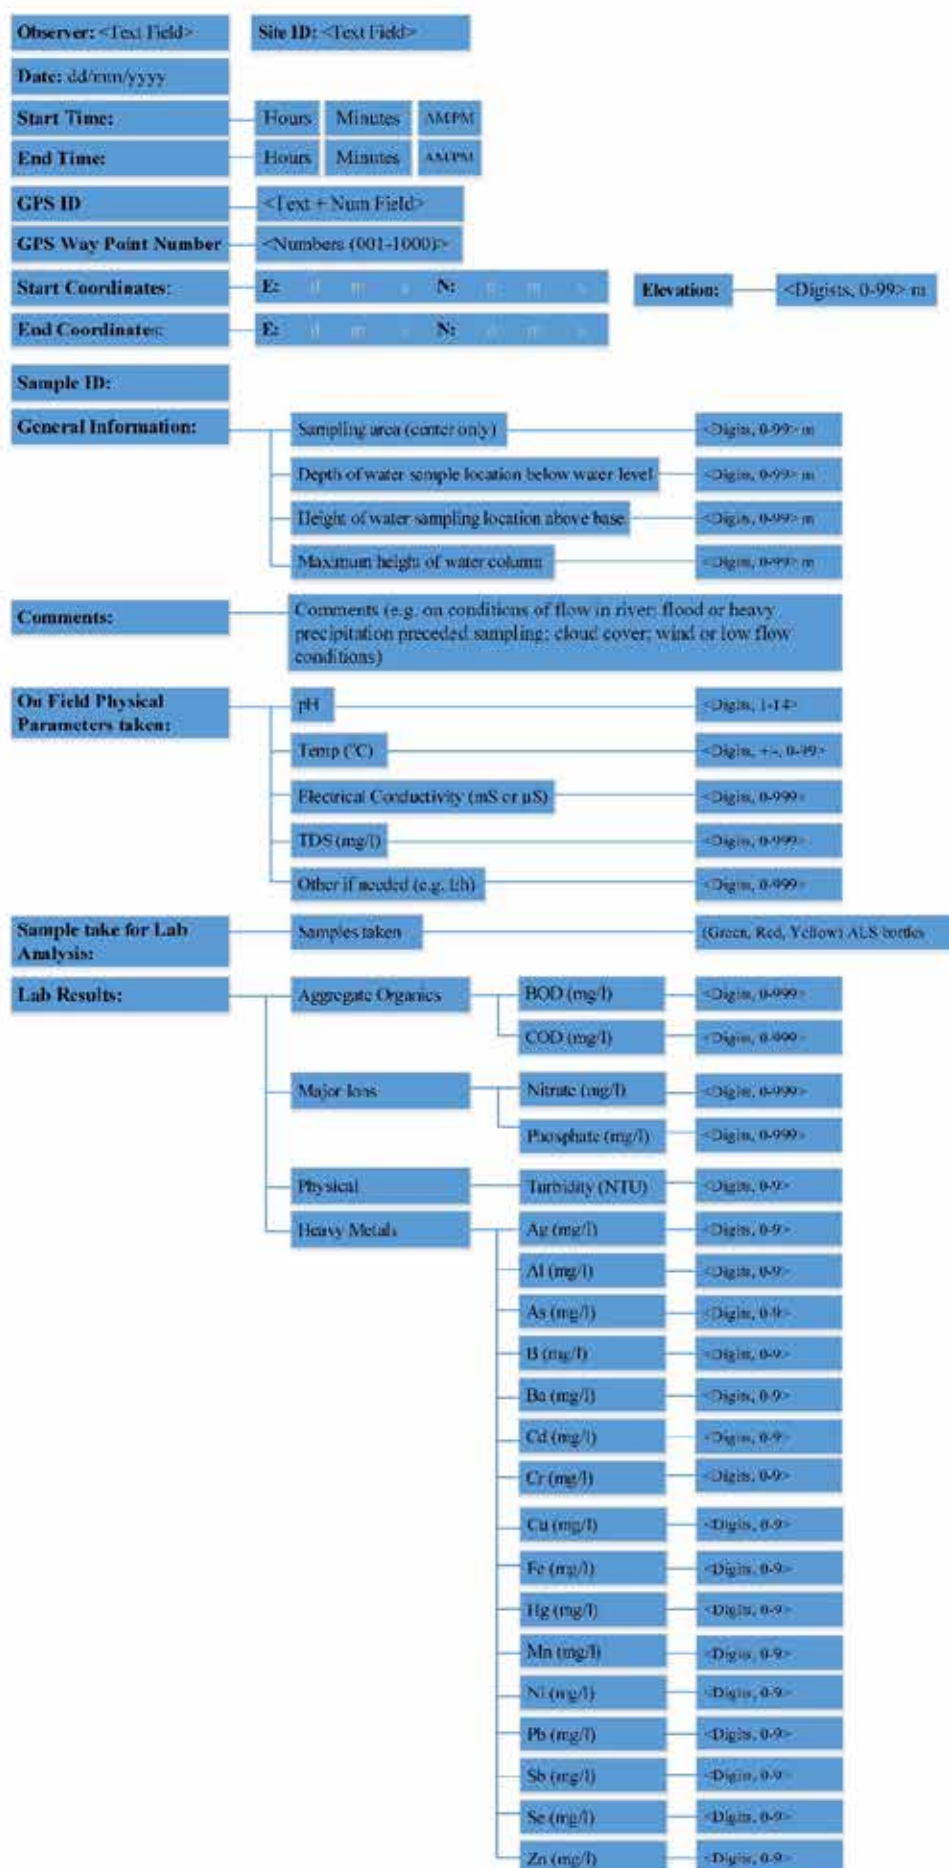 Observer: <Text Field> Site ID: <Text Field>
Date: dd/mm/yyyy
Start Time: Hours Minutes AM/PM
End Time: Hours Minutes AM/PM
GPS ID <Text + Num Field>
GPS Way Point Number <Numbers (001-1000)>
Start Coordinates: E: d m s N: d m s Elevation: <Digists, 0-99> m
End Coordinates: E: d m s N: d m s
Sample ID:
General Information: Sampling area (center only) <Digits, 0-99> m
Depth of water sample location below water level <Digits, 0-99> m
Height of water sampling location above base <Digits, 0-99> m
Maximum height of water column <Digits, 0-99> m
Comments: Comments (e.g. on conditions of flow in river; flood or heavy
precipitation preceded sampling; cloud cover; wind or low flow
conditions)
On Field Physical
Parameters taken:
pH <Digits, 1-14>
Temp (°C) <Digits, +/-, 0-99>
Electrical Conductivity (mS or µS) <Digits, 0-999>
TDS (mg/l) <Digits, 0-999>
Other if needed (e.g. Eh) <Digits, 0-999>
Sample take for Lab
Analysis:
Samples taken (Green, Red, Yellow) ALS bottles
Lab Results: Aggregate Organics BOD (mg/l) <Digits, 0-999>
COD (mg/l) <Digits, 0-999>
Major Ions Nitrate (mg/l) <Digits, 0-999>
Phosphate (mg/l) <Digits, 0-999>
Physical Turbidity (NTU) <Digits, 0-9>
Heavy Metals Ag (mg/l) <Digits, 0-9>
Al (mg/l) <Digits, 0-9>
As (mg/l) <Digits, 0-9>
B (mg/l) <Digits, 0-9>
Ba (mg/l) <Digits, 0-9>
Cd (mg/l) <Digits, 0-9>
Cr (mg/l) <Digits, 0-9>
Cu (mg/l) <Digits, 0-9>
Fe (mg/l) <Digits, 0-9>
Hg (mg/l) <Digits, 0-9>
Mn (mg/l) <Digits, 0-9>
Ni (mg/l) <Digits, 0-9>
Pb (mg/l) <Digits, 0-9>
Sb (mg/l) <Digits, 0-9>
Se (mg/l) <Digits, 0-9>
Zn (mg/l) <Digits, 0-9>